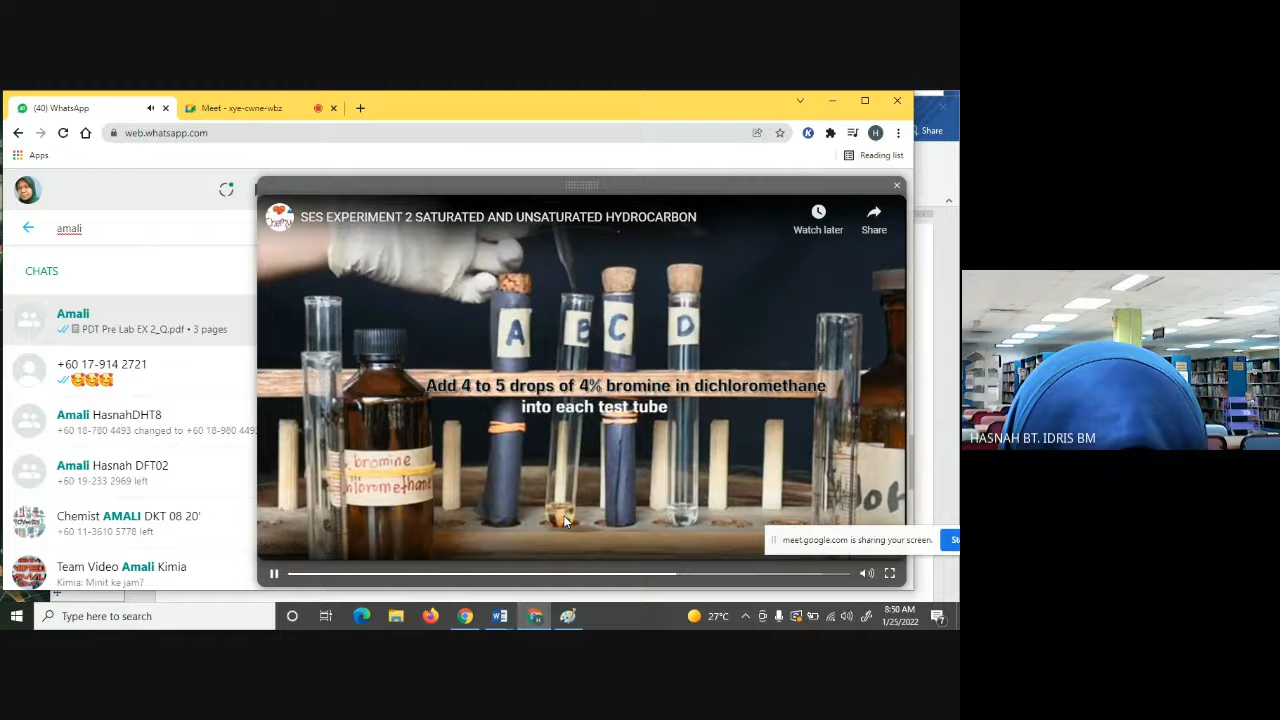 (40) WhatsApp
Meet - xye-cwne-wbz
web.whatsapp.com
Share
Apps
Reading list
amali
CHATS
Amali
PDT Pre Lab EX 2_Q.pdf • 3 pages
+60 17-914 2721
Amali HasnahDHT8
+60 18-780 4493 changed to +60 18-980 449
Amali Hasnah DFT02
+60 19-233 2969 left
Chemist AMALI DKT 08 20'
+60 11-3610 5778 left
Team Video Amali Kimia
Kimia: Minit ke jam?
SES EXPERIMENT 2 SATURATED AND UNSATURATED HYDROCARBON
Watch later
Share
A
B
C
D
Add 4 to 5 drops of 4% bromine in dichloromethane
into each test tube
bromine
meet.google.com is sharing your screen.
HASNAH BT. IDRIS BM
Type here to search
27°C
8:50 AM
1/25/2022
7